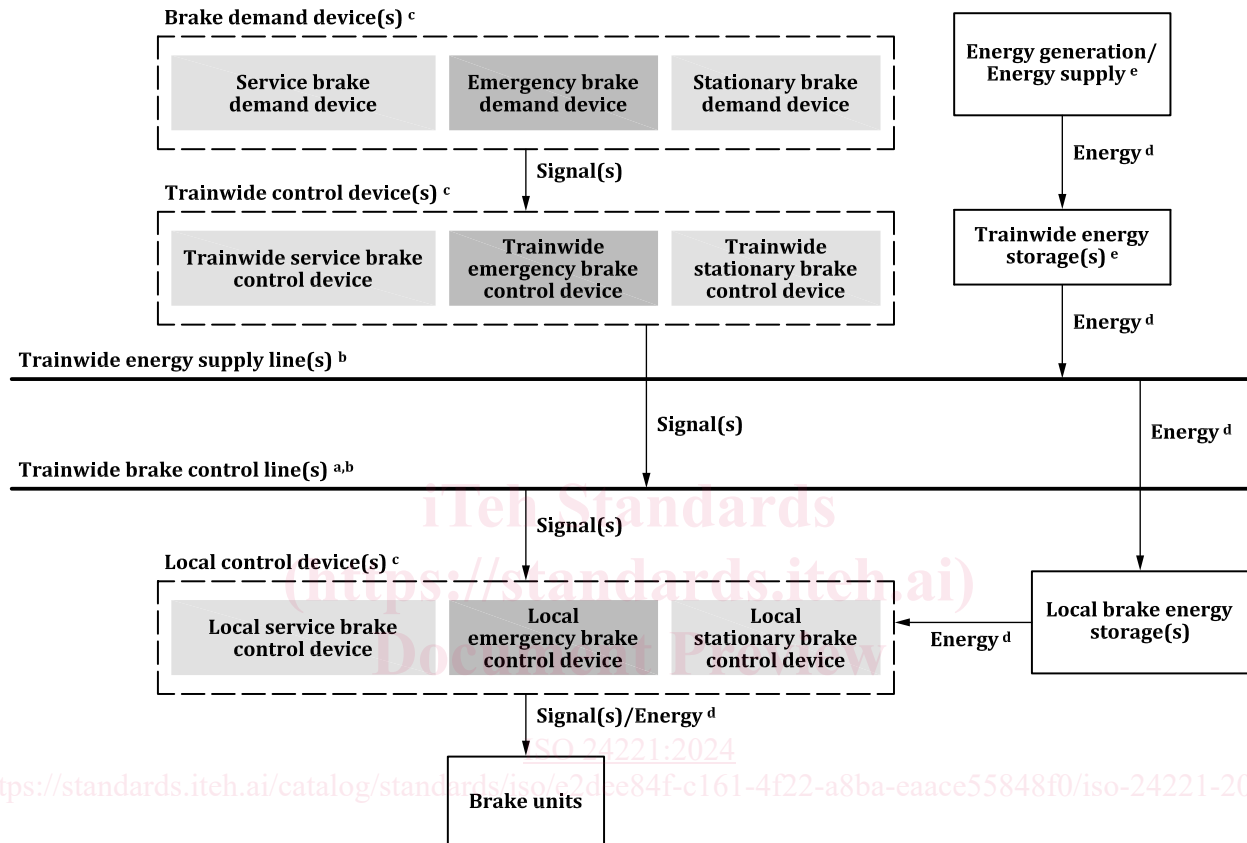 Brake demand device(s) c
Service brake
demand device
Emergency brake
demand device
Stationary brake
demand device
Energy generation/
Energy supply e
Signal(s)
Energy d
Trainwide control device(s) c
Trainwide service brake
control device
Trainwide
emergency brake
control device
Trainwide
stationary brake
control device
Trainwide energy
storage(s) e
Energy d
Trainwide energy supply line(s) b
Signal(s)
Energy d
Trainwide brake control line(s) a,b
iTeh Standards
Signal(s)
Local control device(s) c
(https://standards.iteh.ai)
Local service brake
control device
Local
emergency brake
control device
Local
stationary brake
control device
Energy d
Local brake energy
storage(s)
Document Preview
Signal(s)/Energy d
ISO 24221:2024
tps://standards.iteh.ai/catalog/standards/iso/e2dee84f-c161-4f22-a8ba-eaace55848f0/iso-24221-20
Brake units